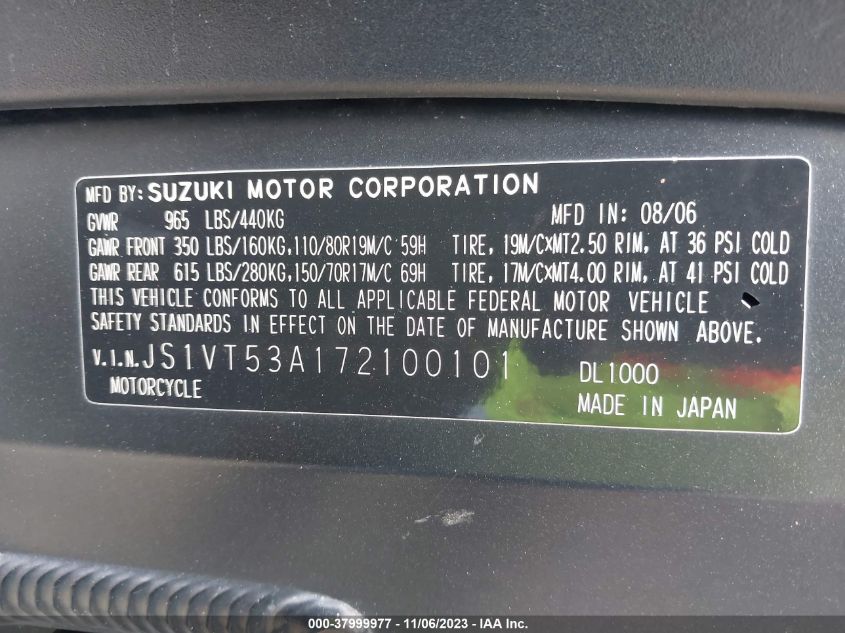 MFD BY: SUZUKI MOTOR CORPORATION
GVWR 965 LBS/440KG MFD IN: 08/06
GAWR FRONT 350 LBS/160KG,110/80R19M/C 59H TIRE, 19M/CXMT2.50 RIM, AT 36 PSI COLD
GAWR REAR 615 LBS/280KG,150/70R17M/C 69H TIRE, 17M/CXMT4.00 RIM, AT 41 PSI COLD
THIS VEHICLE CONFORMS TO ALL APPLICABLE FEDERAL MOTOR VEHICLE
SAFETY STANDARDS IN EFFECT ON THE DATE OF MANUFACTURE SHOWN ABOVE.
V.I.N. JS1VT53A172100101 DL1000
MOTORCYCLE MADE IN JAPAN
000-37999977 - 11/06/2023 - IAA Inc.